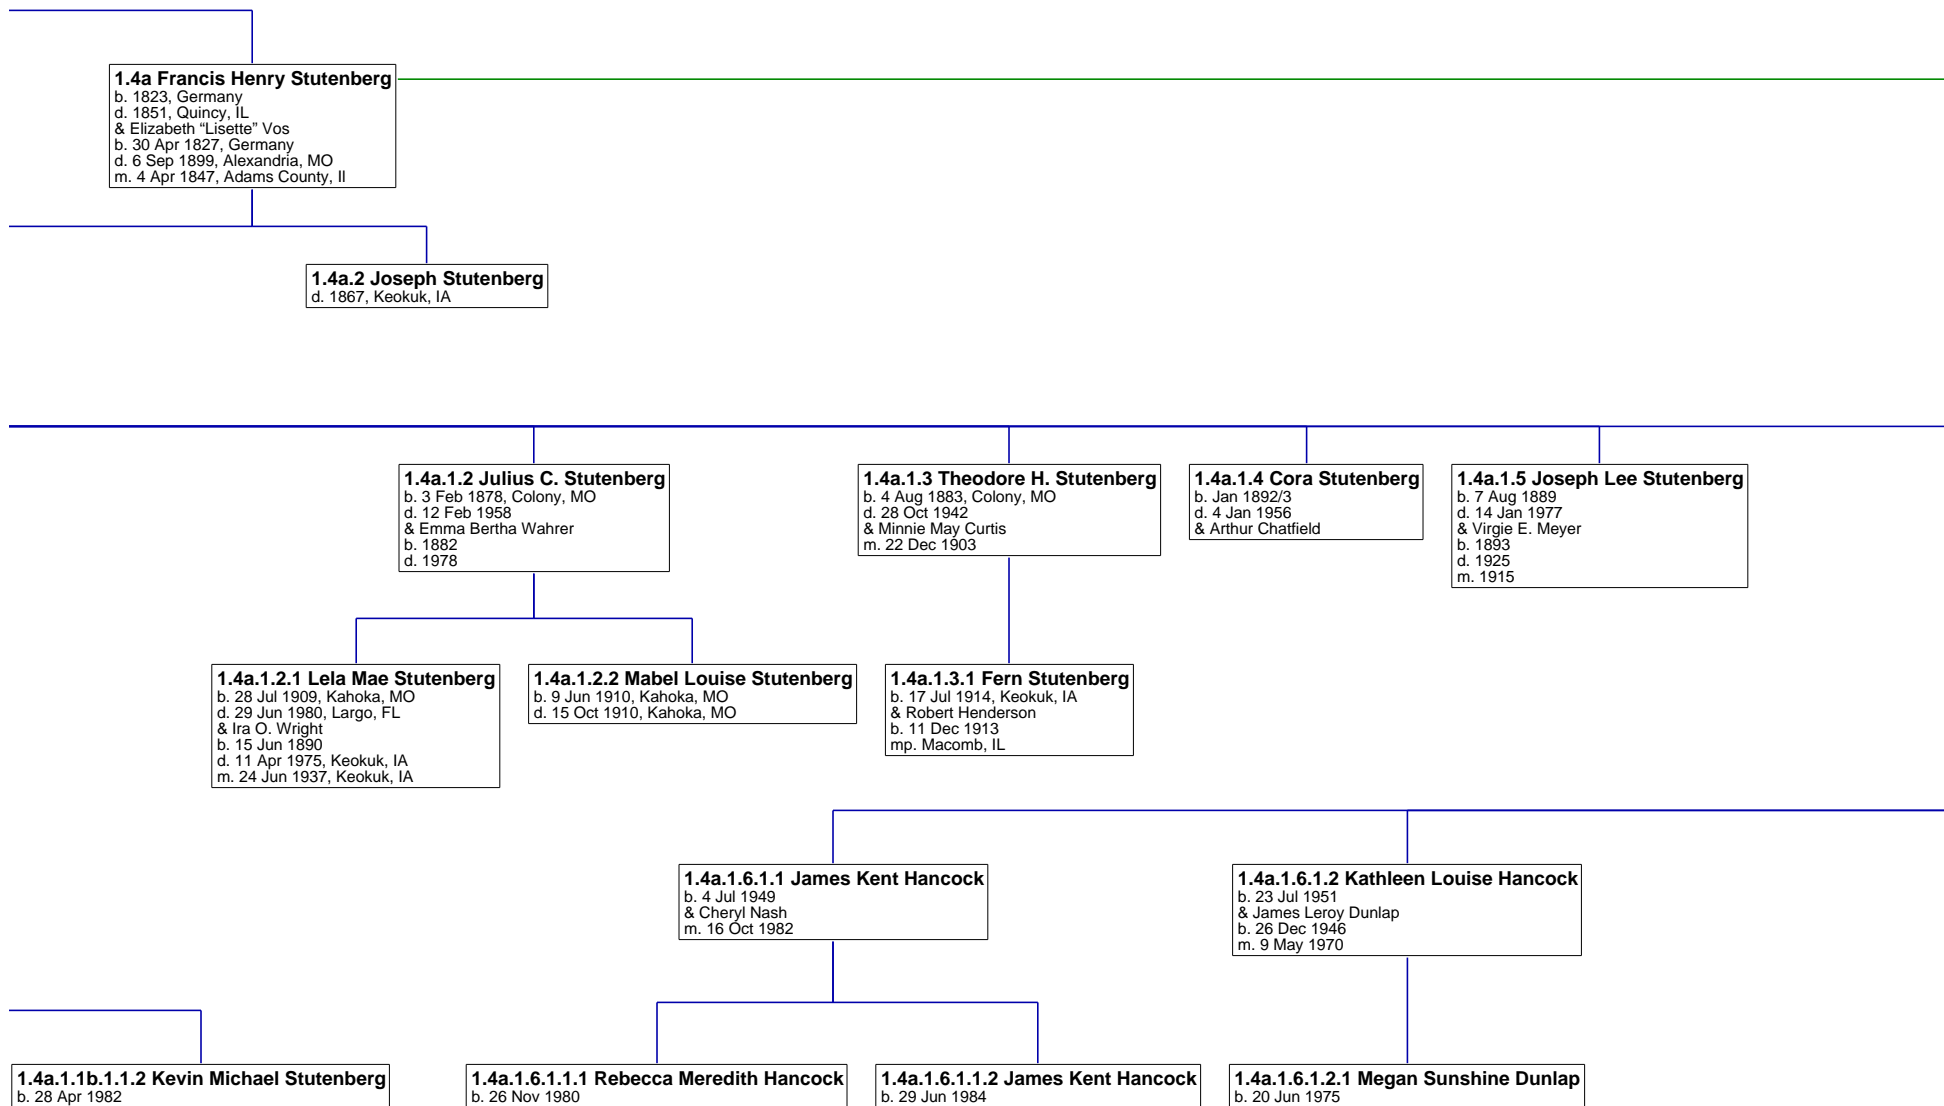 1.4a Francis Henry Stutenberg
b. 1823, Germany
d. 1851, Quincy, IL
& Elizabeth “Lisette” Vos
b. 30 Apr 1827, Germany
d. 6 Sep 1899, Alexandria, MO
m. 4 Apr 1847, Adams County, Il
1.4a.2 Joseph Stutenberg
d. 1867, Keokuk, IA
1.4a.1.2 Julius C. Stutenberg
b. 3 Feb 1878, Colony, MO
d. 12 Feb 1958
& Emma Bertha Wahrer
b. 1882
d. 1978
1.4a.1.3 Theodore H. Stutenberg
b. 4 Aug 1883, Colony, MO
d. 28 Oct 1942
& Minnie May Curtis
m. 22 Dec 1903
1.4a.1.4 Cora Stutenberg
b. Jan 1892/3
d. 4 Jan 1956
& Arthur Chatfield
1.4a.1.5 Joseph Lee Stutenberg
b. 7 Aug 1889
d. 14 Jan 1977
& Virgie E. Meyer
b. 1893
d. 1925
m. 1915
1.4a.1.2.1 Lela Mae Stutenberg
b. 28 Jul 1909, Kahoka, MO
d. 29 Jun 1980, Largo, FL
& Ira O. Wright
b. 15 Jun 1890
d. 11 Apr 1975, Keokuk, IA
m. 24 Jun 1937, Keokuk, IA
1.4a.1.2.2 Mabel Louise Stutenberg
b. 9 Jun 1910, Kahoka, MO
d. 15 Oct 1910, Kahoka, MO
1.4a.1.3.1 Fern Stutenberg
b. 17 Jul 1914, Keokuk, IA
& Robert Henderson
b. 11 Dec 1913
mp. Macomb, IL
1.4a.1.6.1.1 James Kent Hancock
b. 4 Jul 1949
& Cheryl Nash
m. 16 Oct 1982
1.4a.1.6.1.2 Kathleen Louise Hancock
b. 23 Jul 1951
& James Leroy Dunlap
b. 26 Dec 1946
m. 9 May 1970
1.4a.1.1b.1.1.2 Kevin Michael Stutenberg
b. 28 Apr 1982
1.4a.1.6.1.1.1 Rebecca Meredith Hancock
b. 26 Nov 1980
1.4a.1.6.1.1.2 James Kent Hancock
b. 29 Jun 1984
1.4a.1.6.1.2.1 Megan Sunshine Dunlap
b. 20 Jun 1975